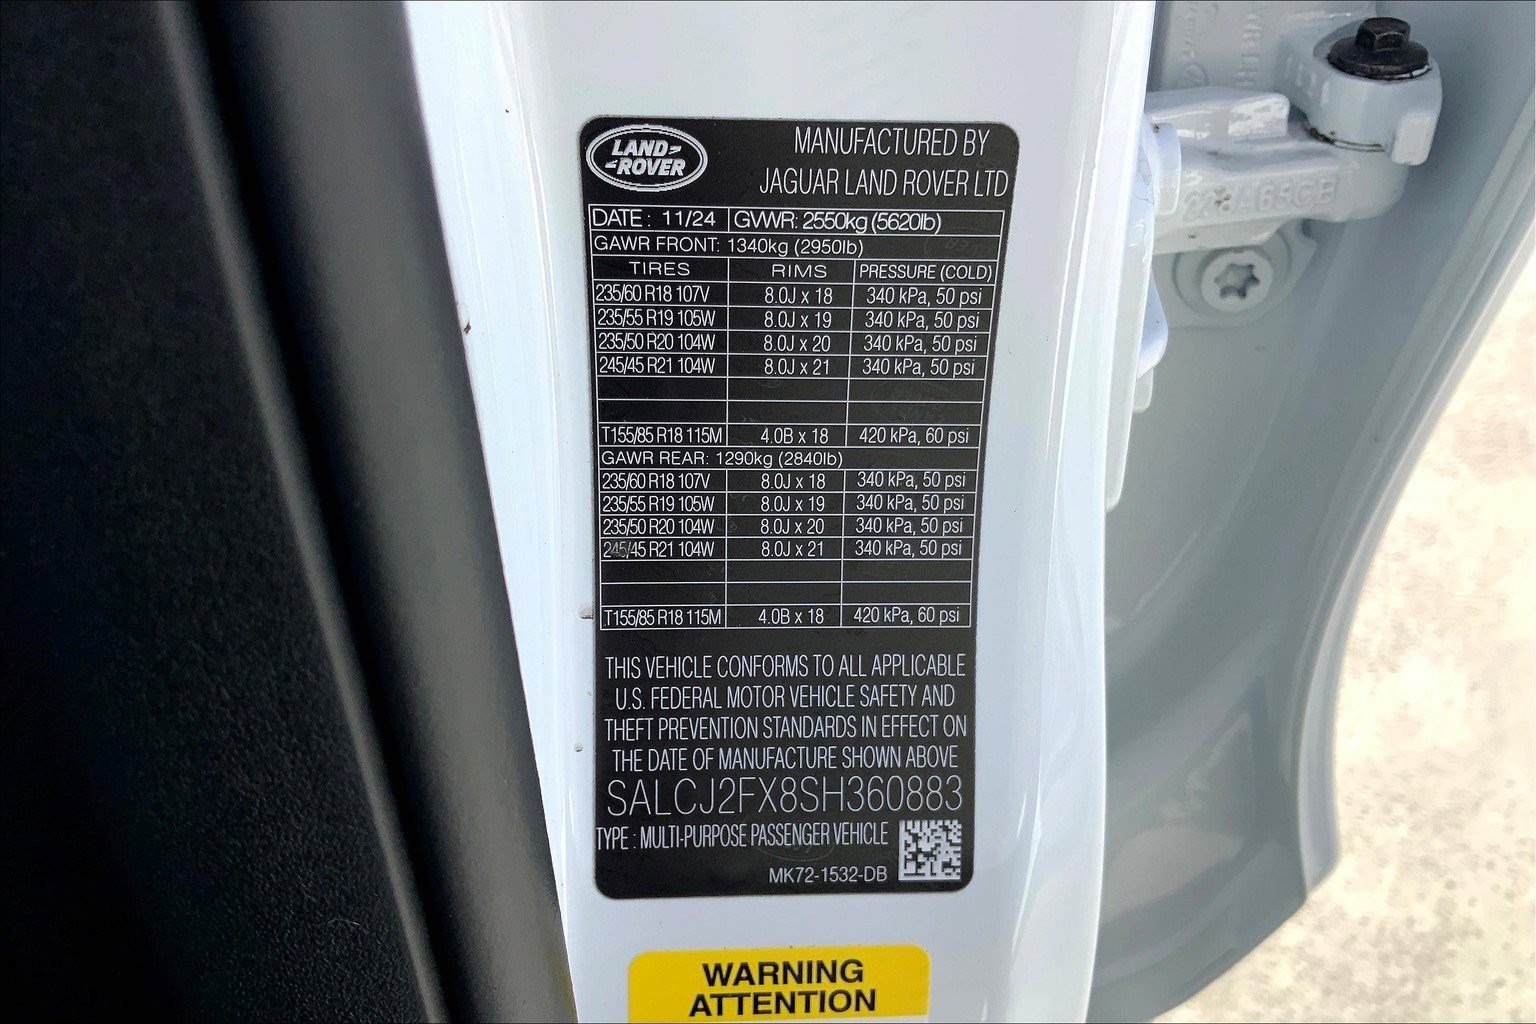 LAND ROVER
MANUFACTURED BY
JAGUAR LAND ROVER LTD
DATE : 11/24 GVWR: 2550kg (5620lb)
GAWR FRONT: 1340kg (2950lb)
TIRES RIMS PRESSURE (COLD)
235/60 R18 107V 8.0J x 18 340 kPa, 50 psi
235/55 R19 105W 8.0J x 19 340 kPa, 50 psi
235/50 R20 104W 8.0J x 20 340 kPa, 50 psi
245/45 R21 104W 8.0J x 21 340 kPa, 50 psi
T155/85 R18 115M 4.0B x 18 420 kPa, 60 psi
GAWR REAR: 1290kg (2840lb)
235/60 R18 107V 8.0J x 18 340 kPa, 50 psi
235/55 R19 105W 8.0J x 19 340 kPa, 50 psi
235/50 R20 104W 8.0J x 20 340 kPa, 50 psi
245/45 R21 104W 8.0J x 21 340 kPa, 50 psi
T155/85 R18 115M 4.0B x 18 420 kPa, 60 psi
THIS VEHICLE CONFORMS TO ALL APPLICABLE
U.S. FEDERAL MOTOR VEHICLE SAFETY AND
THEFT PREVENTION STANDARDS IN EFFECT ON
THE DATE OF MANUFACTURE SHOWN ABOVE
SALCJ2FX8SH360883
TYPE : MULTI-PURPOSE PASSENGER VEHICLE
MK72-1532-DB
WARNING
ATTENTION